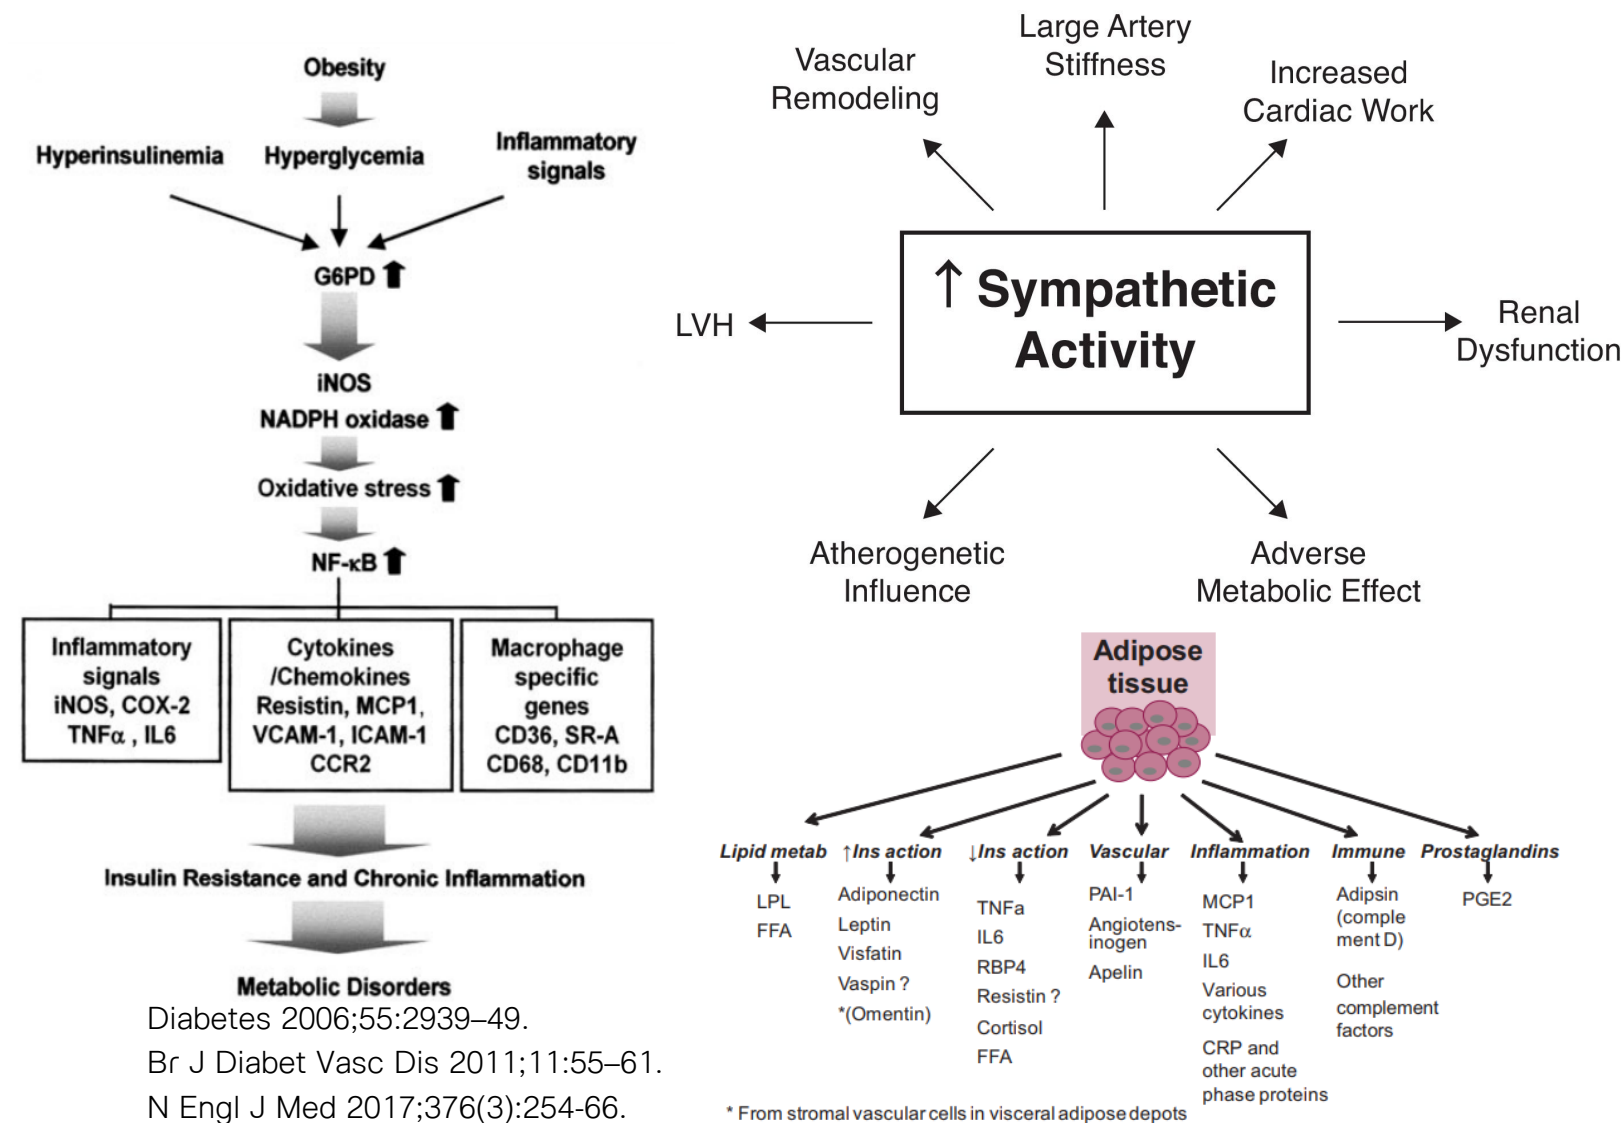 Obesity
Hyperinsulinemia
Hyperglycemia
Inflammatory
signals
G6PD
iNOS
NADPH oxidase
Oxidative stress
NF-κB
Inflammatory
signals
iNOS, COX-2
TNFα , IL6
Cytokines
/Chemokines
Resistin, MCP1,
VCAM-1, ICAM-1
CCR2
Macrophage
specific
genes
CD36, SR-A
CD68, CD11b
Insulin Resistance and Chronic Inflammation
Metabolic Disorders
Diabetes 2006;55:2939–49.
Br J Diabet Vasc Dis 2011;11:55–61.
N Engl J Med 2017;376(3):254-66.
Vascular
Remodeling
Large Artery
Stiffness
Increased
Cardiac Work
↑ Sympathetic
Activity
LVH
Renal
Dysfunction
Atherogenetic
Influence
Adverse
Metabolic Effect
Adipose
tissue
Lipid metab
LPL
FFA
↑Ins action
Adiponectin
Leptin
Visfatin
Vaspin ?
*(Omentin)
↓Ins action
TNFa
IL6
RBP4
Resistin ?
Cortisol
FFA
Vascular
PAI-1
Angiotens-
inogen
Apelin
Inflammation
MCP1
TNFα
IL6
Various
cytokines
CRP and
other acute
phase proteins
Immune
Adipsin
(comple
ment D)
Other
complement
factors
Prostaglandins
PGE2
* From stromal vascular cells in visceral adipose depots